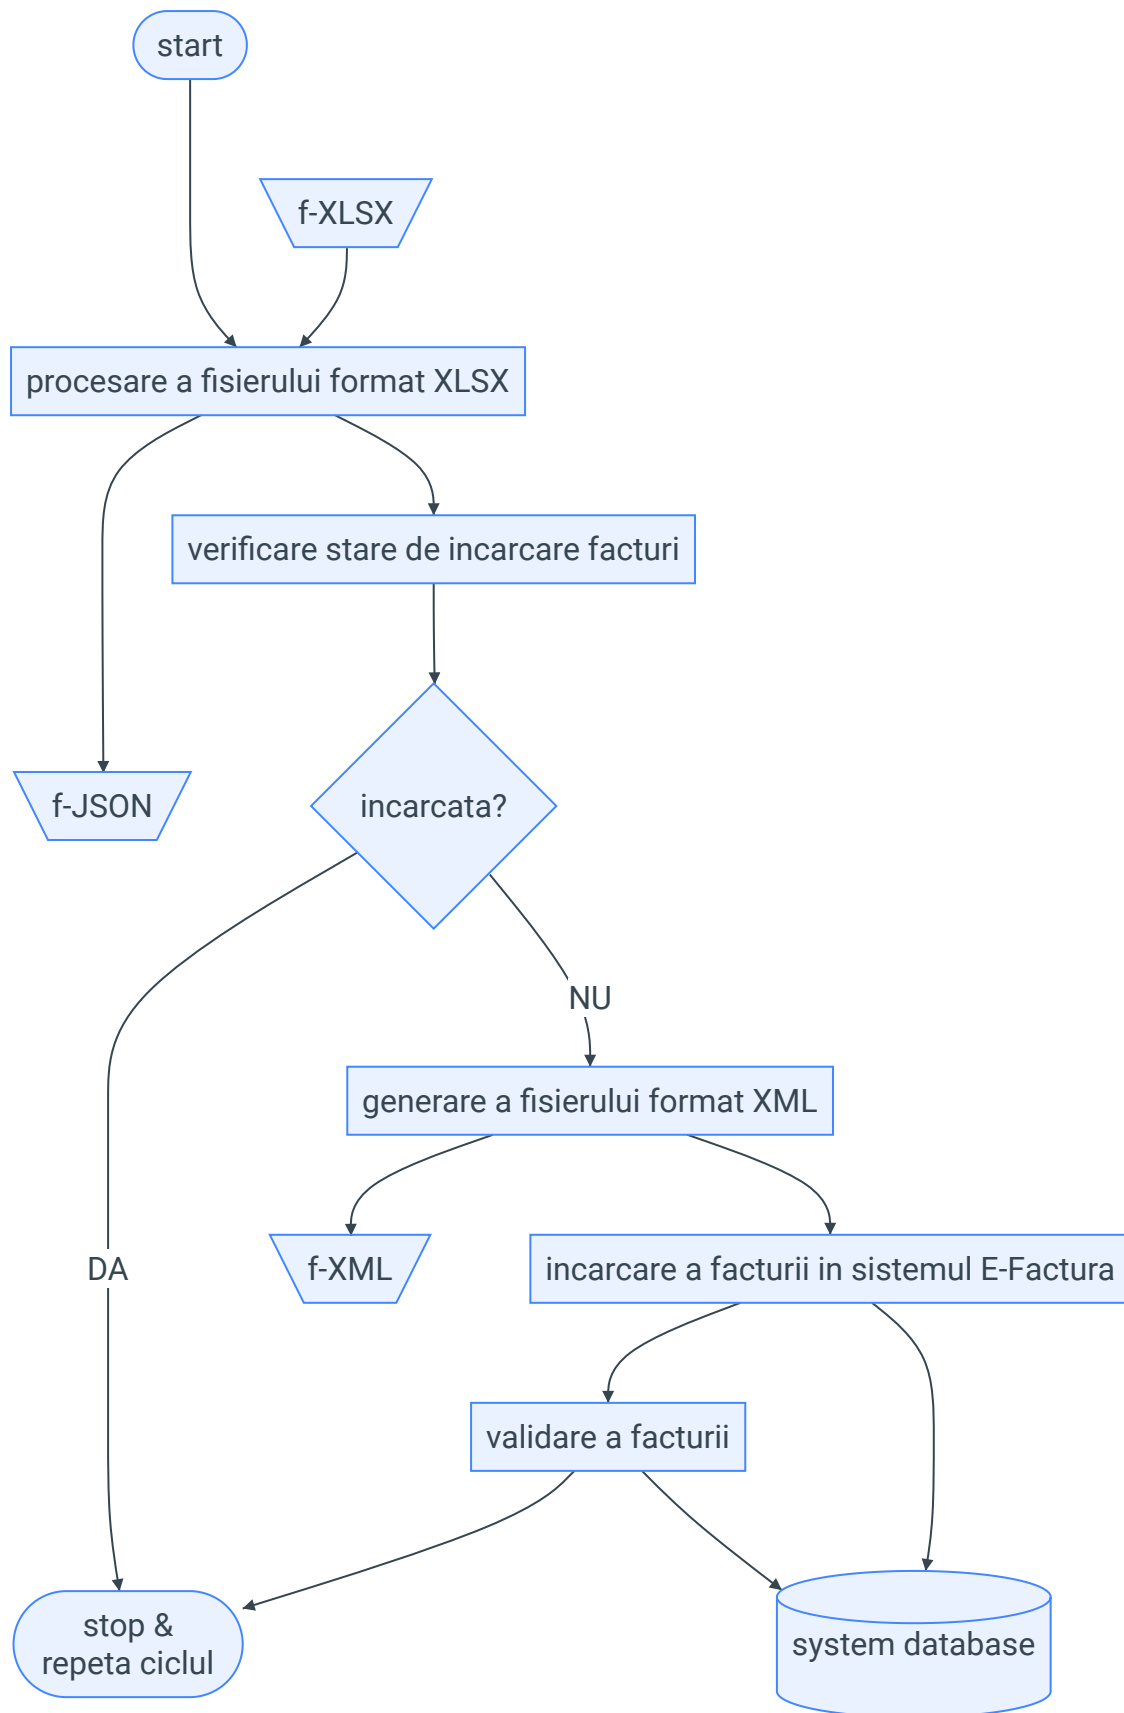 start
f-XLSX
procesare a fisierului format XLSX
verificare stare de incarcare facturi
f-JSON
incarcata?
NU
generare a fisierului format XML
DA
f-XML
incarcare a facturii in sistemul E-Factura
validare a facturii
stop &
repeta ciclul
system database